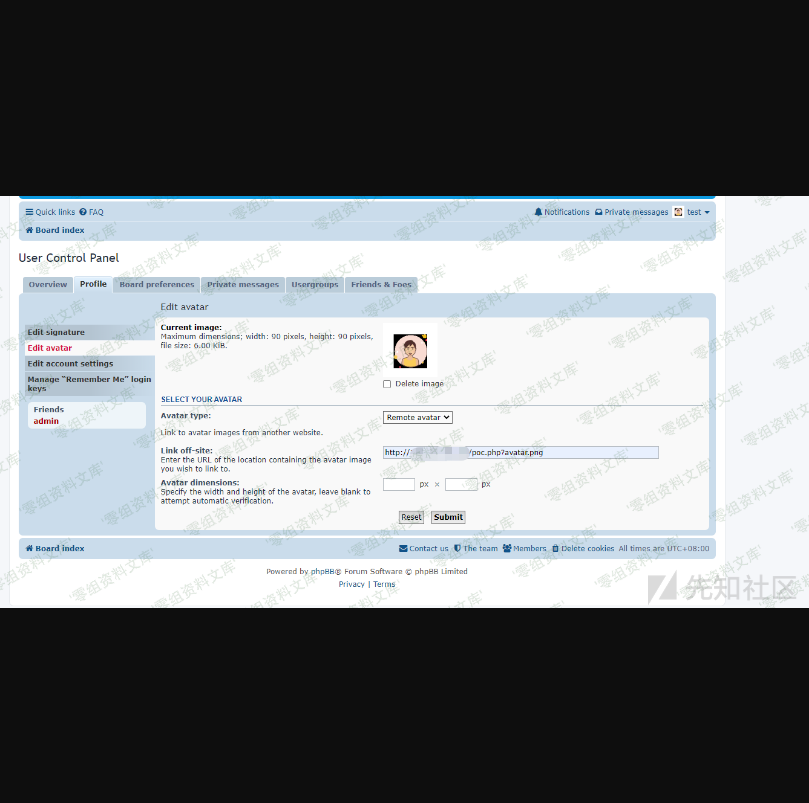 Quick links FAQ
Notifications Private messages test
Board index
User Control Panel
Overview Profile Board preferences Private messages Usergroups Friends & Foes
Edit signature
Edit avatar
Edit account settings
Manage “Remember Me” login
keys
Friends
admin
Edit avatar
Current image:
Maximum dimensions; width: 90 pixels, height: 90 pixels,
file size: 6.00 KiB.
Delete image
SELECT YOUR AVATAR
Avatar type:
Remote avatar
Link to avatar images from another website.
Link off-site:
Enter the URL of the location containing the avatar image
you wish to link to.
http:// /poc.php?avatar.png
Avatar dimensions:
Specify the width and height of the avatar, leave blank to
attempt automatic verification.
px × px
Reset Submit
Board index
Contact us The team Members Delete cookies All times are UTC+08:00
Powered by phpBB® Forum Software © phpBB Limited
Privacy | Terms
零组资料文库
先知社区